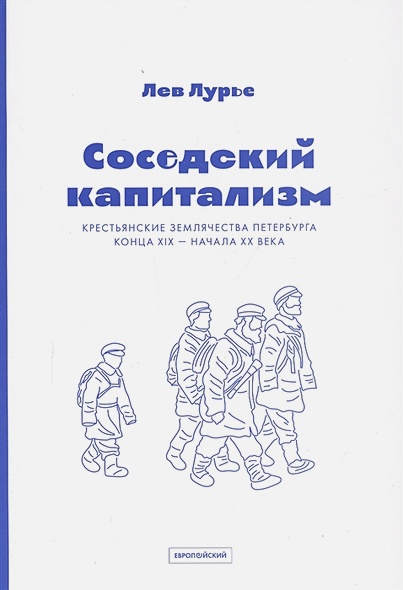 Лев Лурье
Соседский
капитализм
КРЕСТЬЯНСКИЕ ЗЕМЛЯЧЕСТВА ПЕТЕРБУРГА
КОНЦА XIX — НАЧАЛА XX ВЕКА
ЕВРОПЕЙСКИЙ